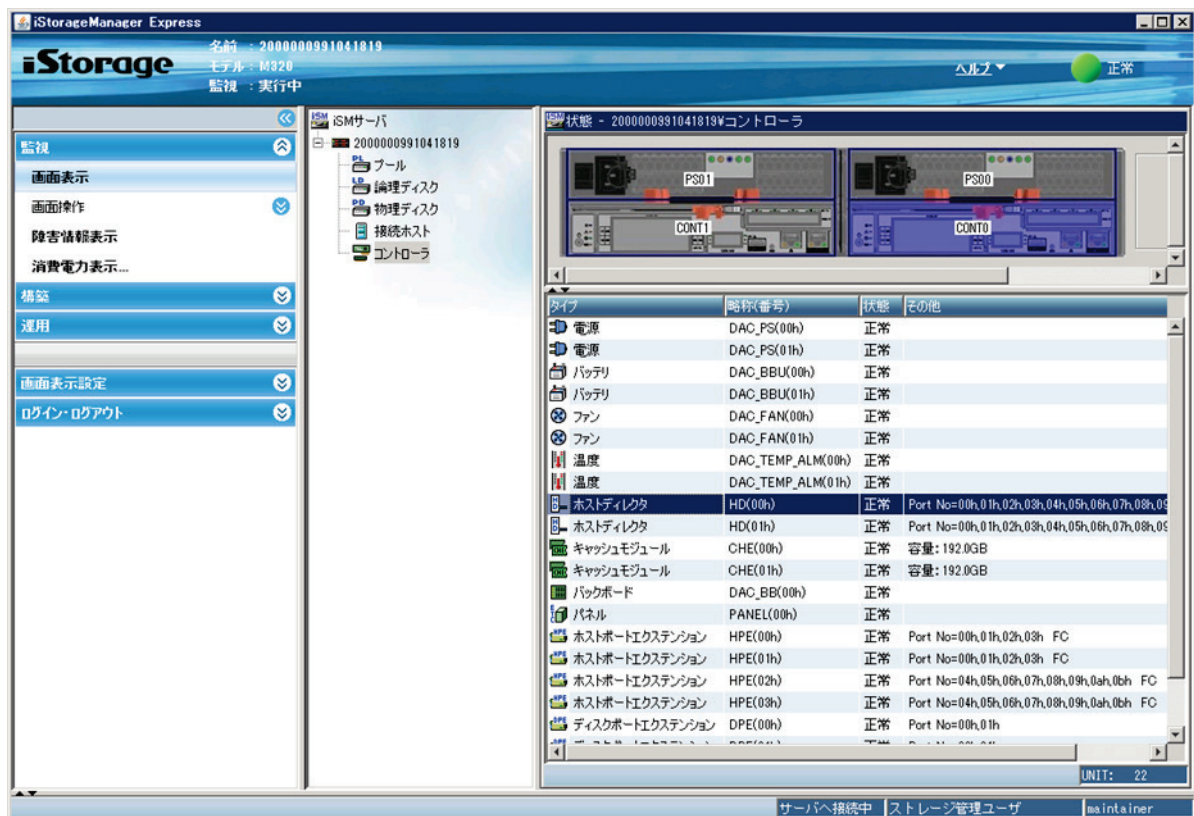 iStorageManager Express
iStorage
名前 : 2000000991041819
モデル : M320
監視 : 実行中
ヘルプ
正常
監視
画面表示
画面操作
障害情報表示
消費電力表示...
構築
運用
画面表示設定
ログイン・ログアウト
iSMサーバ
2000000991041819
プール
論理ディスク
物理ディスク
接続ホスト
コントローラ
状態 - 2000000991041819¥コントローラ
PS01
PS00
CONT1
CONT0
タイプ 略称(番号) 状態 その他
電源 DAC_PS(00h) 正常
電源 DAC_PS(01h) 正常
バッテリ DAC_BBU(00h) 正常
バッテリ DAC_BBU(01h) 正常
ファン DAC_FAN(00h) 正常
ファン DAC_FAN(01h) 正常
温度 DAC_TEMP_ALM(00h) 正常
温度 DAC_TEMP_ALM(01h) 正常
ホストディレクタ HD(00h) 正常 Port No=00h,01h,02h,03h,04h,05h,06h,07h,08h,09
ホストディレクタ HD(01h) 正常 Port No=00h,01h,02h,03h,04h,05h,06h,07h,08h,09
キャッシュモジュール CHE(00h) 正常 容量: 192.0GB
キャッシュモジュール CHE(01h) 正常 容量: 192.0GB
バックボード DAC_BB(00h) 正常
パネル PANEL(00h) 正常
ホストポートエクステンション HPE(00h) 正常 Port No=00h,01h,02h,03h FC
ホストポートエクステンション HPE(01h) 正常 Port No=00h,01h,02h,03h FC
ホストポートエクステンション HPE(02h) 正常 Port No=04h,05h,06h,07h,08h,09h,0ah,0bh FC
ホストポートエクステンション HPE(03h) 正常 Port No=04h,05h,06h,07h,08h,09h,0ah,0bh FC
ディスクポートエクステンション DPE(00h) 正常 Port No=00h,01h
UNIT: 22
サーバへ接続中 ストレージ管理ユーザ maintainer